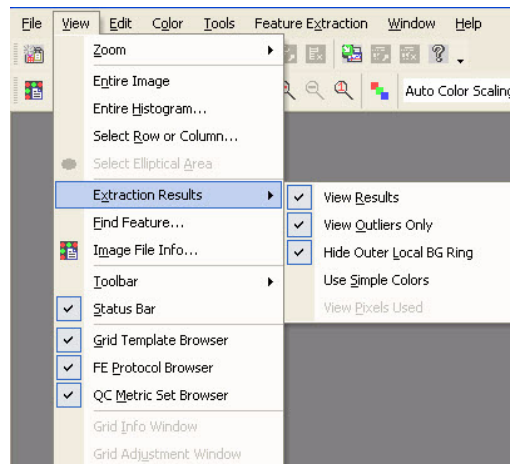 File View Edit Color Tools Feature Extraction Window Help
Zoom
Entire Image
Entire Histogram...
Select Row or Column...
Auto Color Scaling
Select Elliptical Area
Extraction Results
View Results
View Outliers Only
Hide Outer Local BG Ring
Use Simple Colors
View Pixels Used
Find Feature...
Image File Info...
Toolbar
Status Bar
Grid Template Browser
FE Protocol Browser
QC Metric Set Browser
Grid Info Window
Grid Adjustment Window